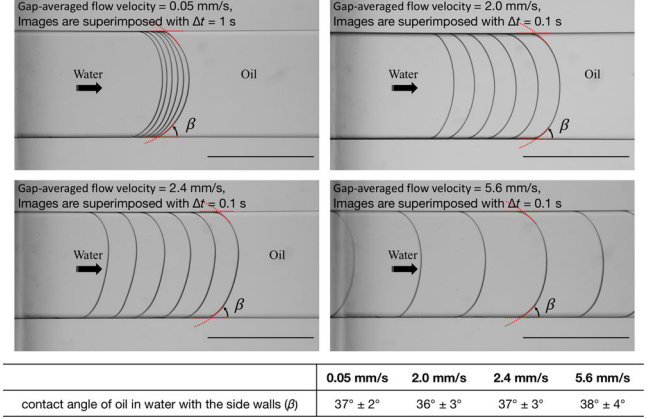 Gap-averaged flow velocity = 0.05 mm/s,
Images are superimposed with Δt = 1 s
Water
Oil
β
Gap-averaged flow velocity = 2.0 mm/s,
Images are superimposed with Δt = 0.1 s
Water
Oil
β
Gap-averaged flow velocity = 2.4 mm/s,
Images are superimposed with Δt = 0.1 s
Water
Oil
β
Gap-averaged flow velocity = 5.6 mm/s,
Images are superimposed with Δt = 0.1 s
Water
β
0.05 mm/s 2.0 mm/s 2.4 mm/s 5.6 mm/s
contact angle of oil in water with the side walls (β) 37° ± 2° 36° ± 3° 37° ± 3° 38° ± 4°